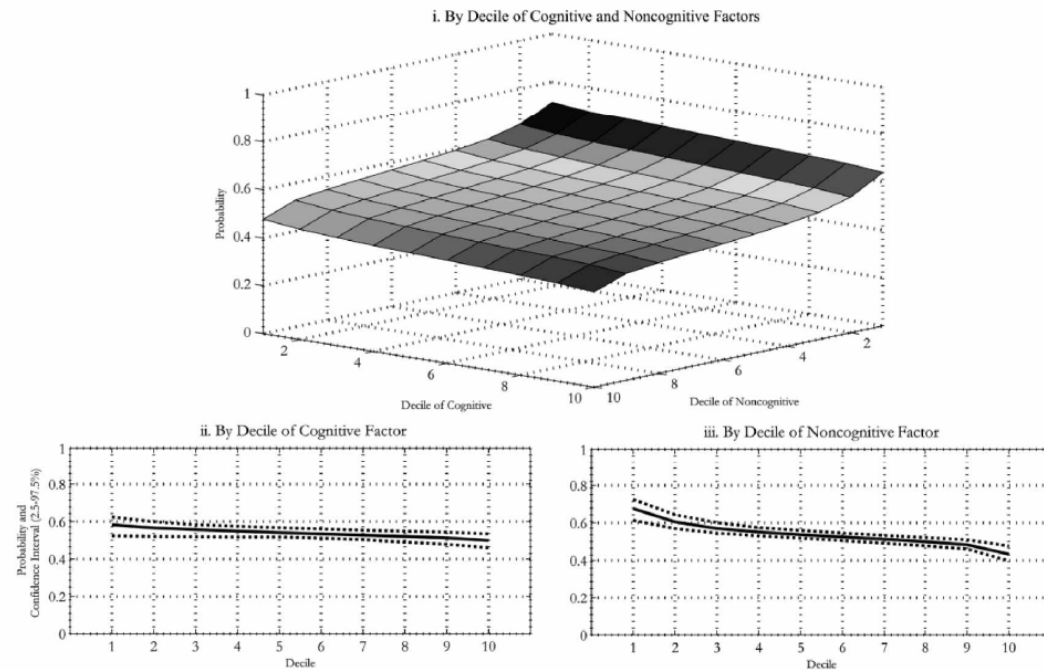 i. By Decile of Cognitive and Noncognitive Factors
1
0.8
0.6
0.4
0.2
0
Probability
2
4
6
8
10
Decile of Cognitive
10
8
6
4
2
Decile of Noncognitive
ii. By Decile of Cognitive Factor
Probability and
Confidence Interval (2.5-97.5%)
1
0.8
0.6
0.4
0.2
0
1 2 3 4 5 6 7 8 9 10
Decile
iii. By Decile of Noncognitive Factor
1
0.8
0.6
0.4
0.2
0
1 2 3 4 5 6 7 8 9 10
Decile